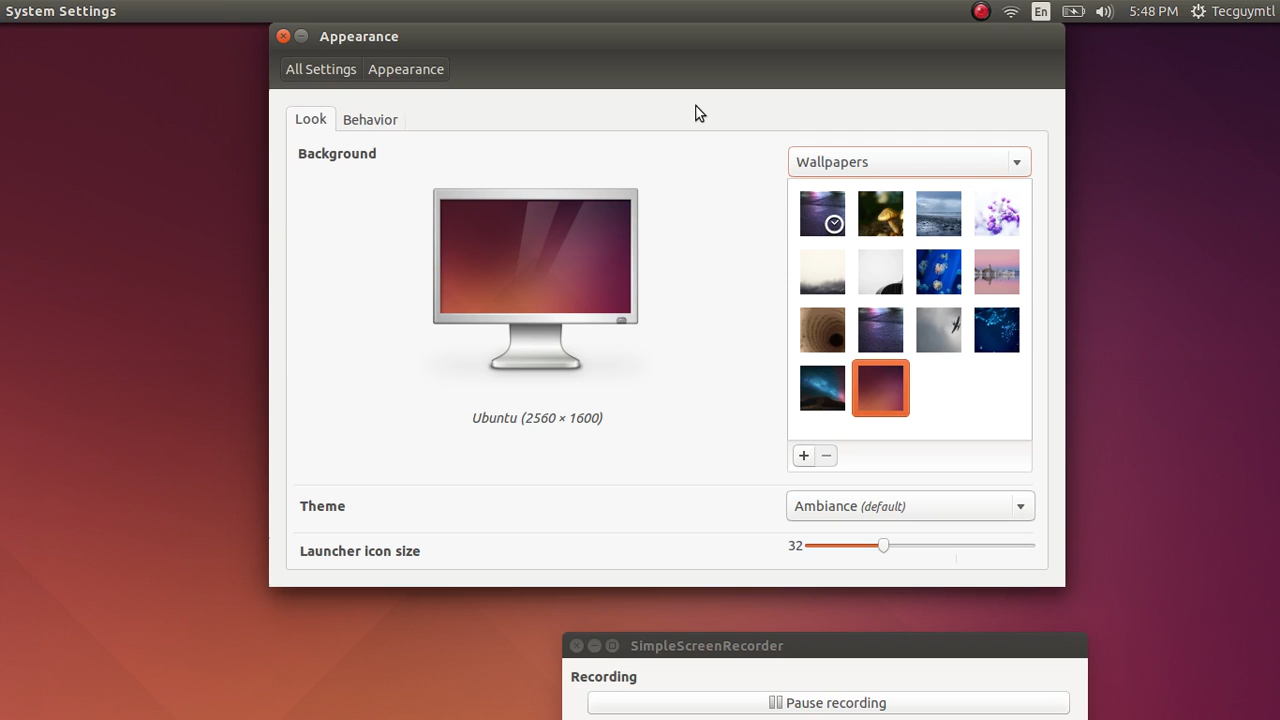 System Settings
En
5:48 PM
Tecguymtl
Appearance
All Settings
Appearance
Look
Behavior
Background
Wallpapers
Ubuntu (2560 × 1600)
Theme
Ambiance (default)
Launcher icon size
32
SimpleScreenRecorder
Recording
Pause recording